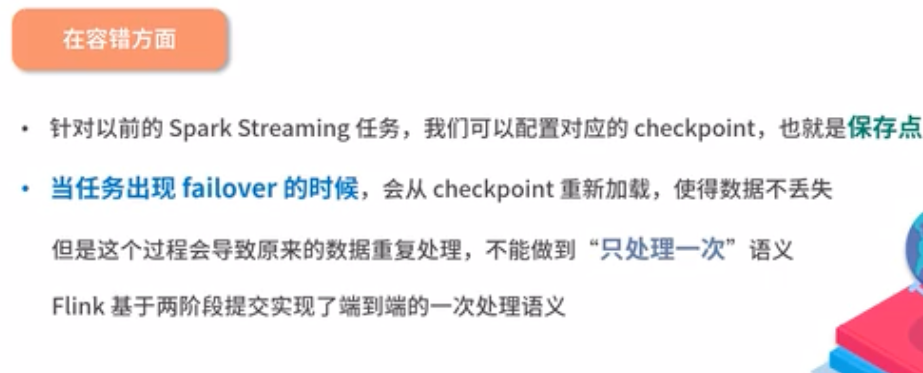 在容错方面
• 针对以前的 Spark Streaming 任务，我们可以配置对应的 checkpoint，也就是保存点
• 当任务出现 failover 的时候，会从 checkpoint 重新加载，使得数据不丢失
但是这个过程会导致原来的数据重复处理，不能做到“只处理一次”语义
Flink 基于两阶段提交实现了端到端的一次处理语义